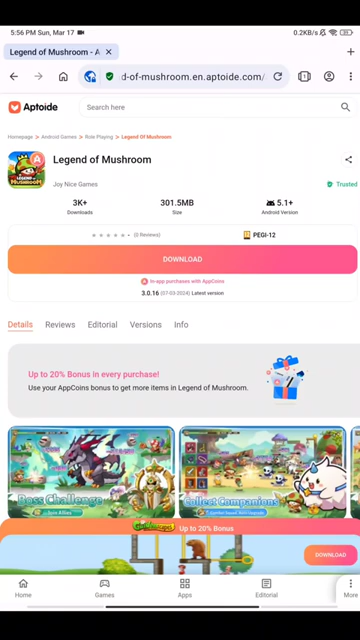 5:56 PM Sun, Mar 17
0.2KB/s
Legend of Mushroom - A
d-of-mushroom.en.aptoide.com/
Aptoide
Search here
Homepage > Android Games > Role Playing > Legend Of Mushroom
Legend of Mushroom
Joy Nice Games
Trusted
3K+
Downloads
301.5MB
Size
5.1+
Android Version
(0 Reviews)
PEGI-12
DOWNLOAD
In-app purchases with AppCoins
3.0.16 (07-03-2024) Latest version
Details
Reviews
Editorial
Versions
Info
Up to 20% Bonus in every purchase!
Use your AppCoins bonus to get more items in Legend of Mushroom.
Boss Challenge
Join Allies
Collect Companions
Up to 20% Bonus
DOWNLOAD
Home
Games
Apps
Editorial
More